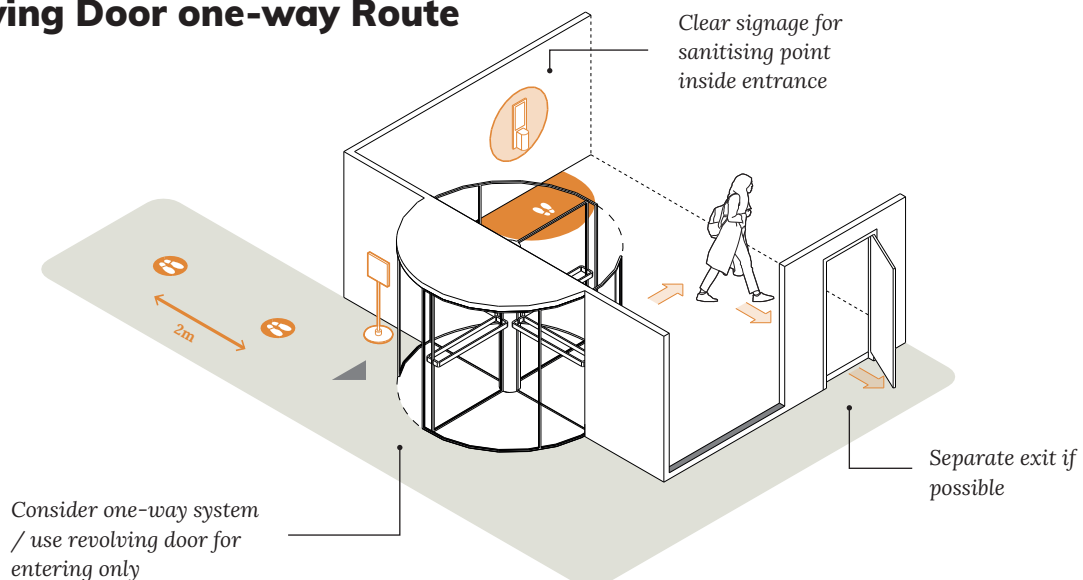 ving Door one-way Route
Clear signage for
sanitising point
inside entrance
2m
Separate exit if
possible
Consider one-way system
/ use revolving door for
entering only